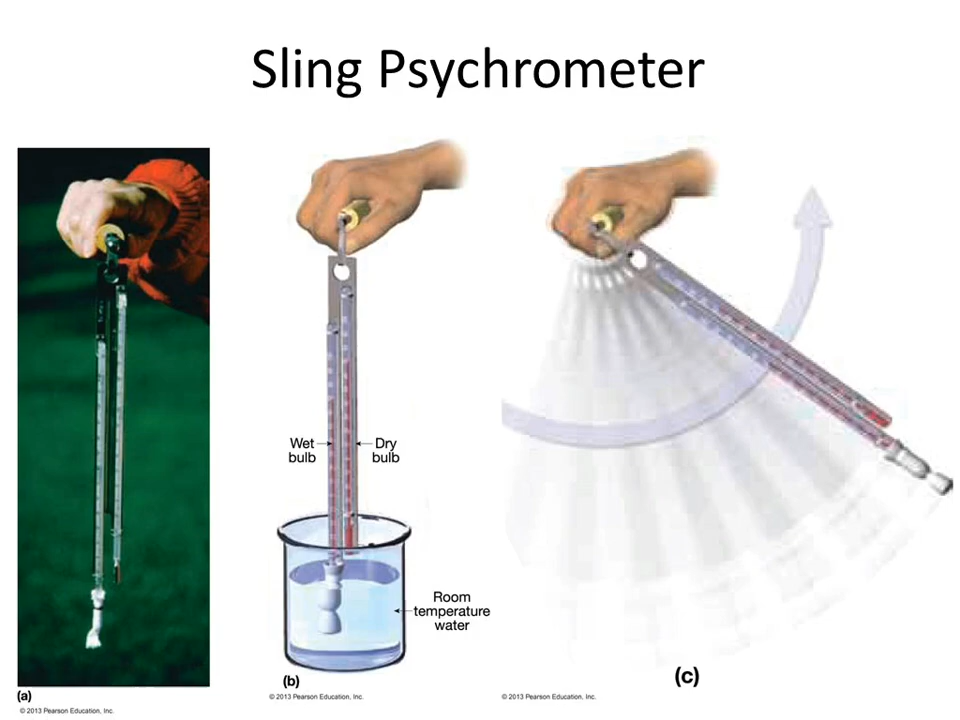 Sling Psychrometer
Wet
bulb
Dry
bulb
Room
temperature
water
(a)
© 2013 Pearson Education, Inc.
(b)
© 2013 Pearson Education, Inc.
(c)
© 2013 Pearson Education, Inc.